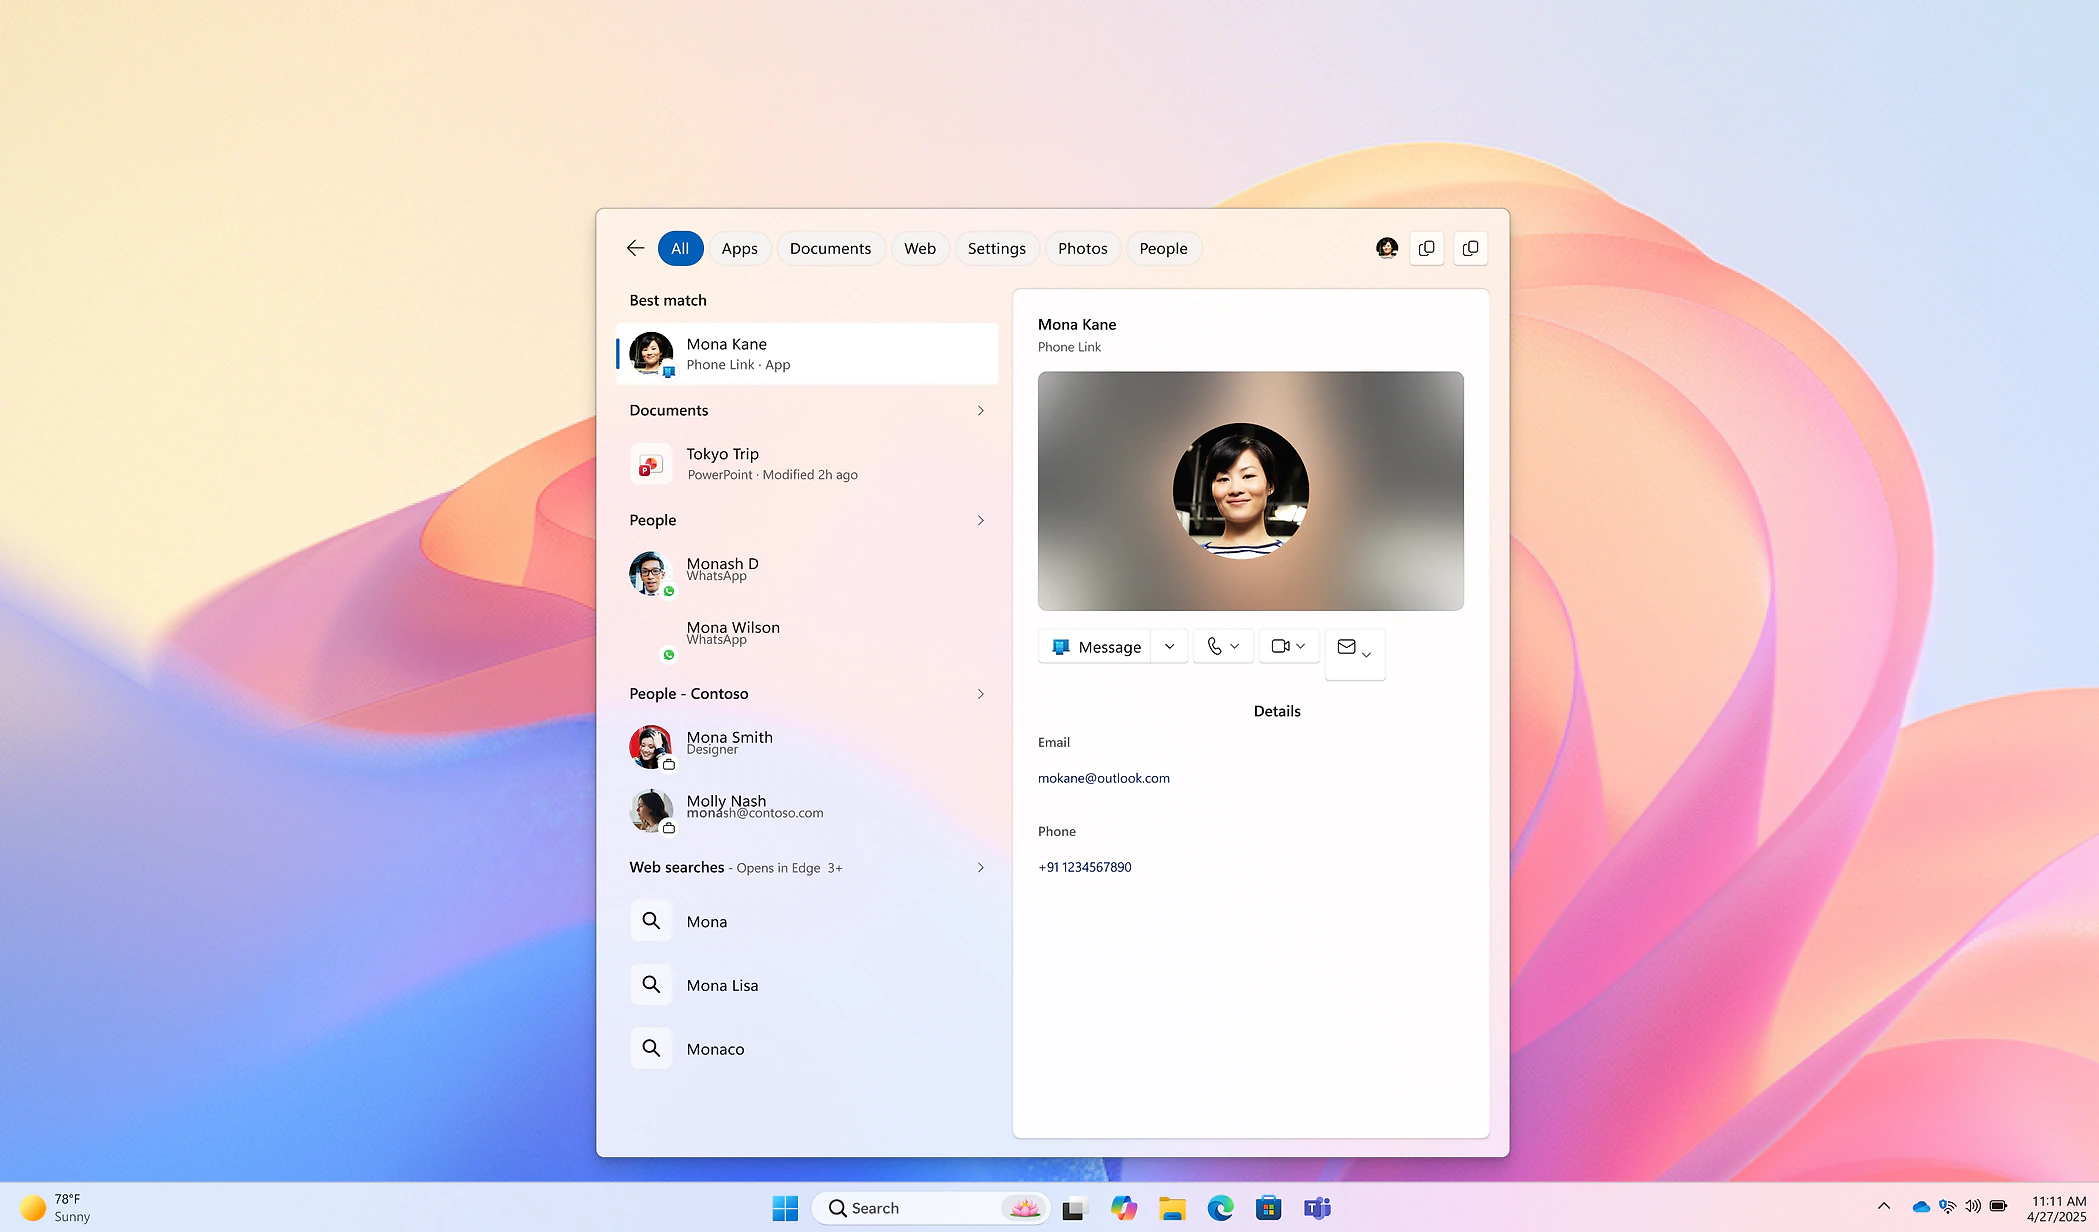 All
Apps
Documents
Web
Settings
Photos
People
Best match
Mona Kane
Phone Link · App
Documents
Tokyo Trip
PowerPoint · Modified 2h ago
People
Monash D
WhatsApp
Mona Wilson
WhatsApp
People - Contoso
Mona Smith
Designer
Molly Nash
monash@contoso.com
Web searches - Opens in Edge 3+
Mona
Mona Lisa
Monaco
Mona Kane
Phone Link
Message
Details
Email
mokane@outlook.com
Phone
+91 1234567890
78°F
Sunny
Search
11:11 AM
4/27/2025